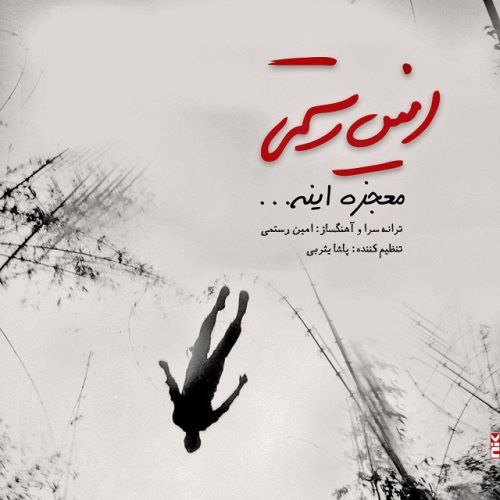 امین رستمی
معجزه اینه...
ترانه سرا و آهنگساز: امین رستمی
تنظیم کننده: پاشا یثربی